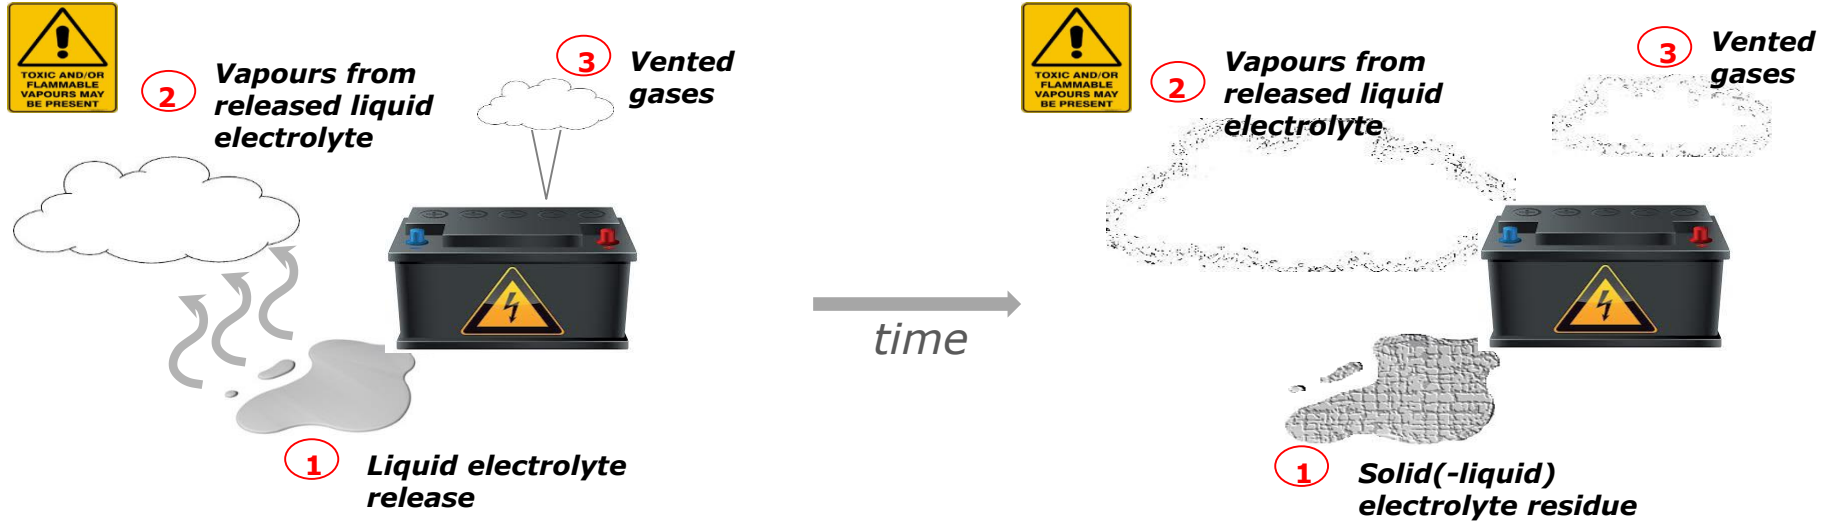 TOXIC AND/OR
FLAMMABLE
VAPOURS MAY
BE PRESENT
2
Vapours from
released liquid
electrolyte
3
Vented
gases
1
Liquid electrolyte
release
time
TOXIC AND/OR
FLAMMABLE
VAPOURS MAY
BE PRESENT
2
Vapours from
released liquid
electrolyte
3
Vented
gases
1
Solid(-liquid)
electrolyte residue